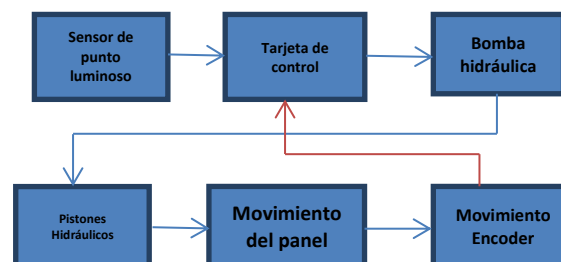 Sensor de
punto
luminoso
Tarjeta de
control
Bomba
hidráulica
Pistones
Hidráulicos
Movimiento
del panel
Movimiento
Encoder